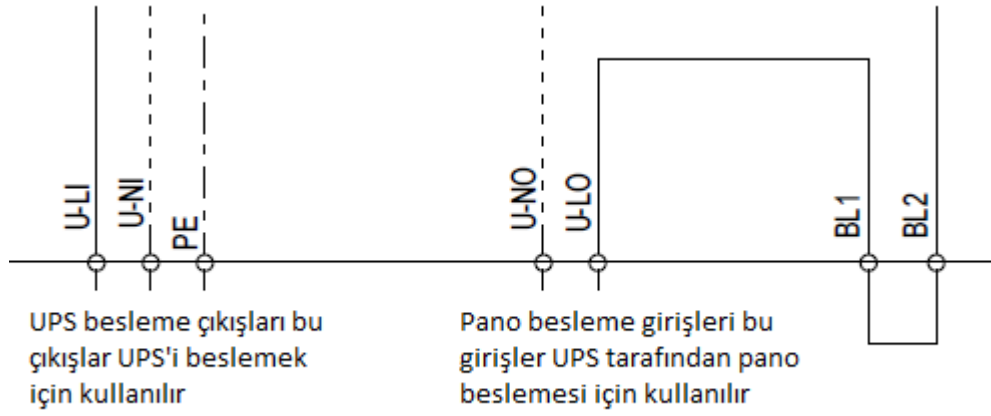 U-LI
U-NI
PE
U-NO
U-LO
BL1
BL2
UPS besleme çıkışları bu
çıkışlar UPS'i beslemek
için kullanılır
Pano besleme girişleri bu
girişler UPS tarafından pano
beslemesi için kullanılır